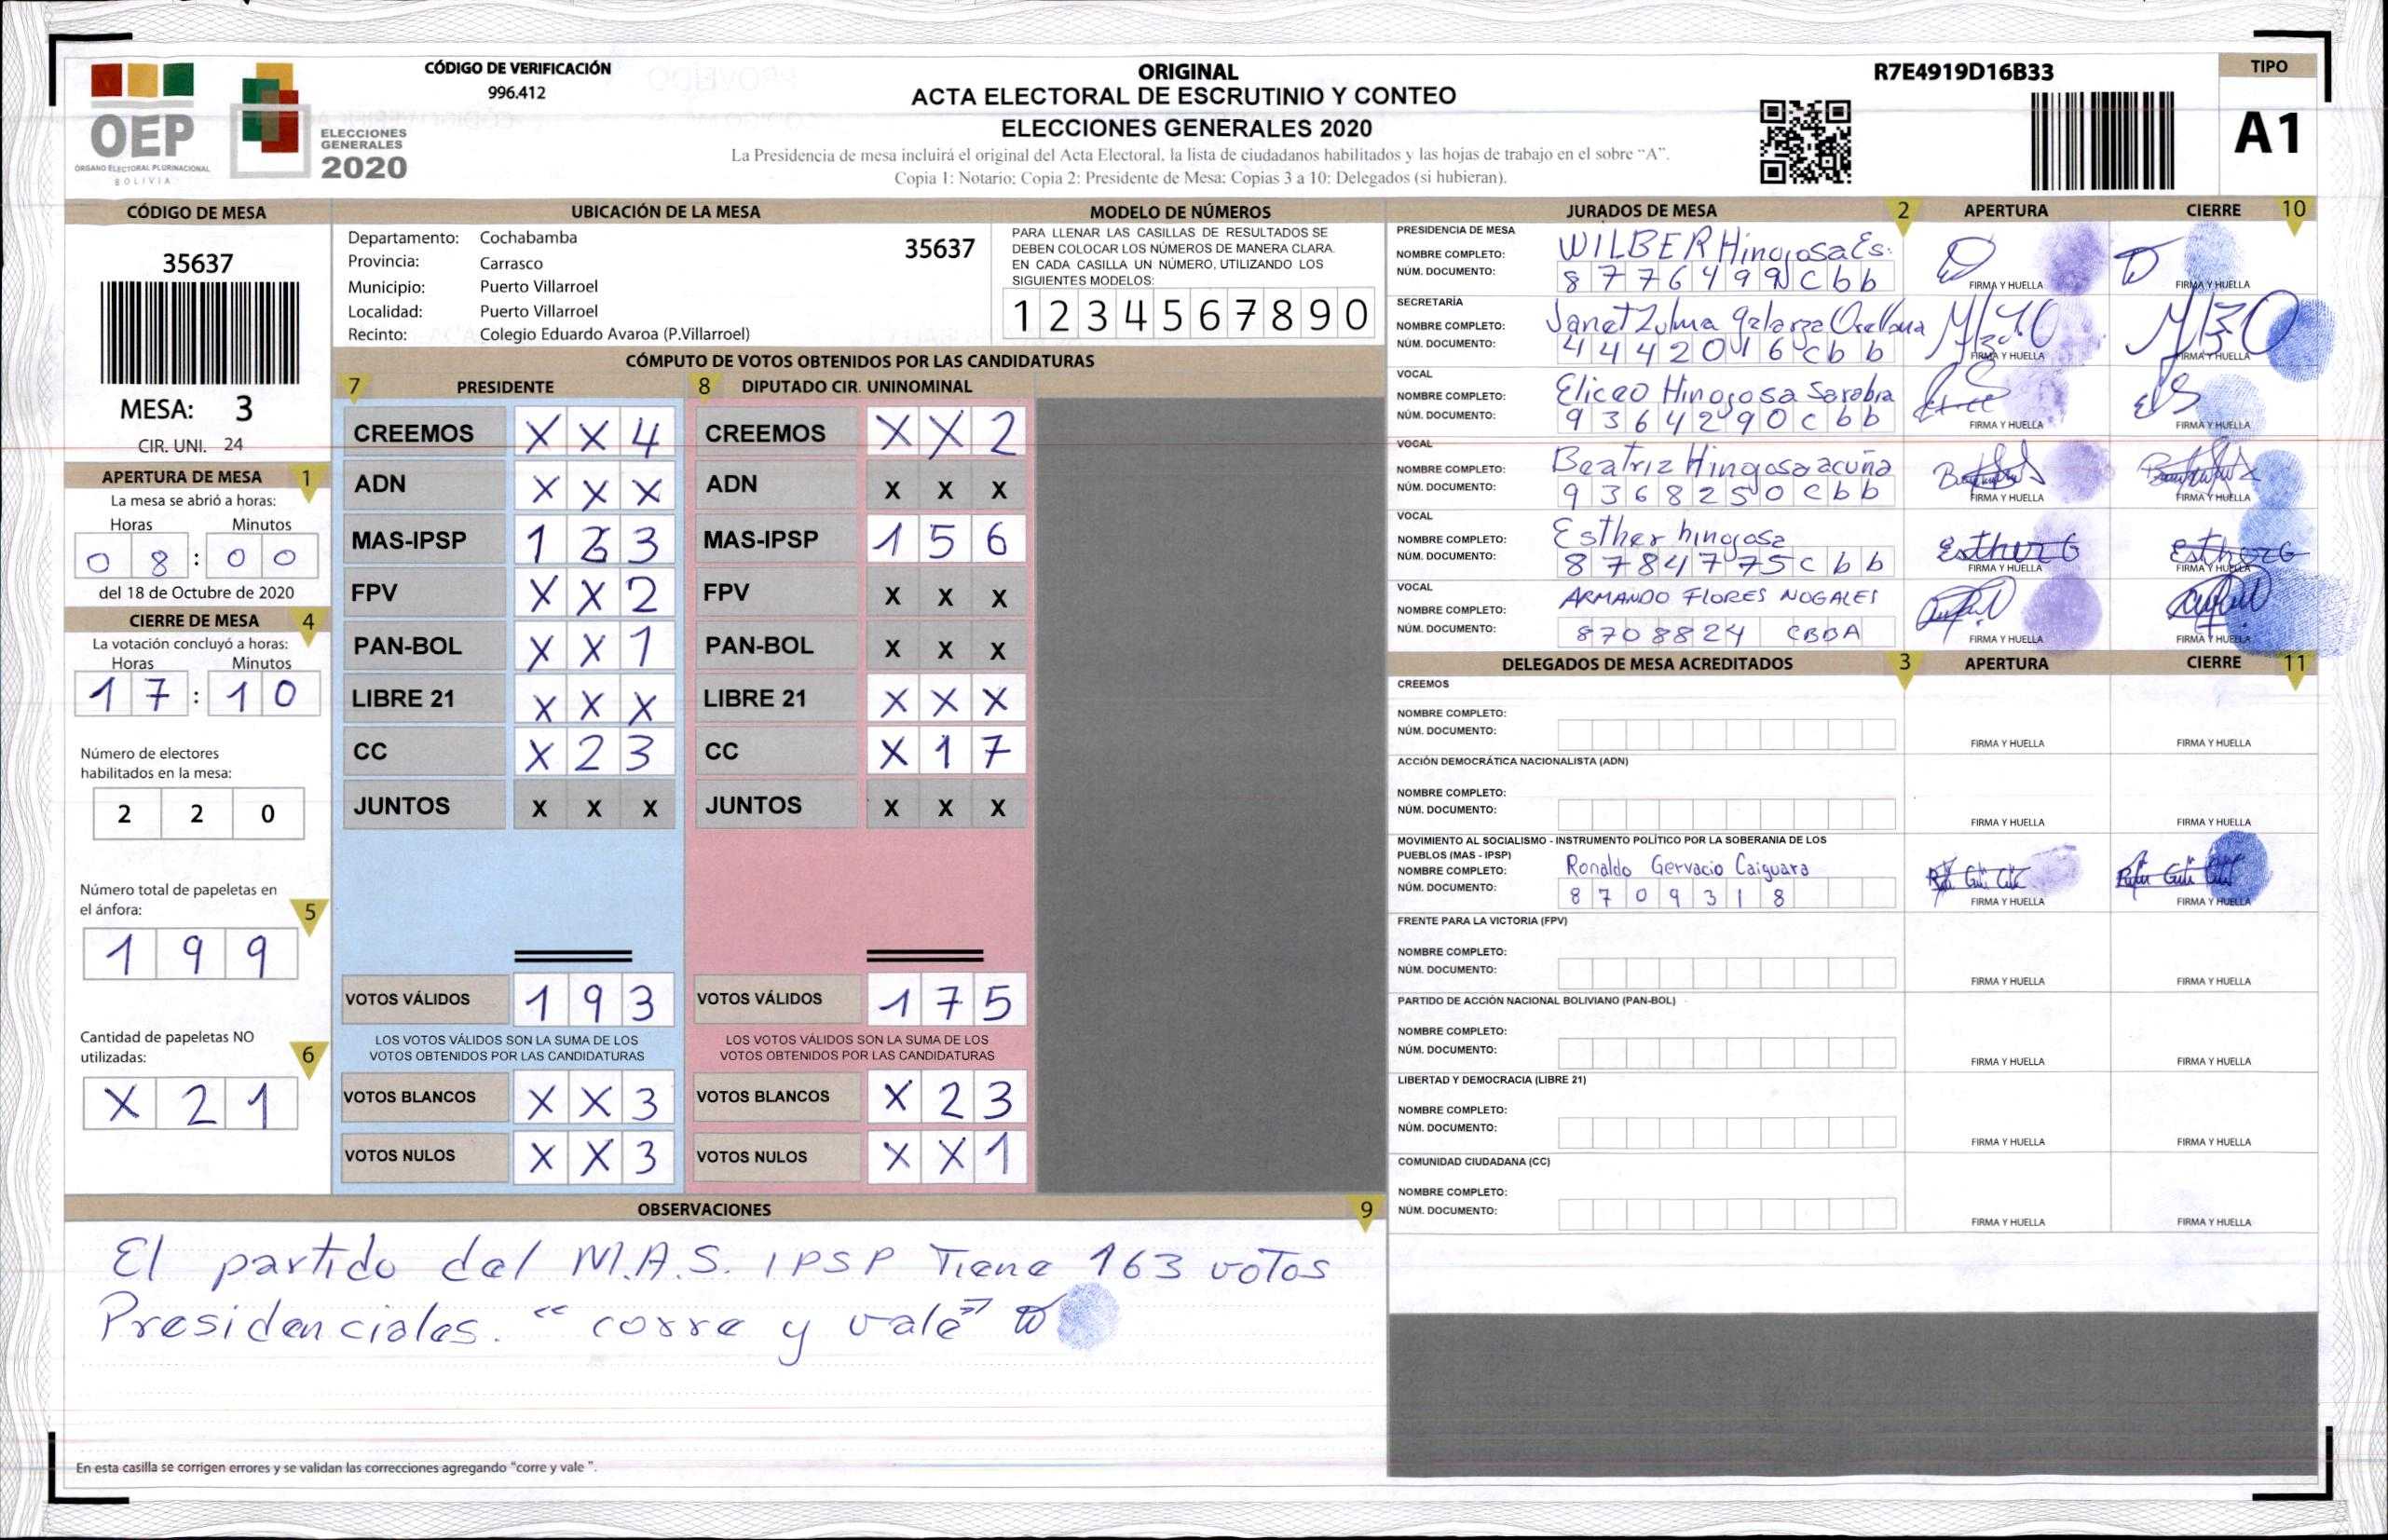 OEP
ÓRGANO ELECTORAL PLURINACIONAL
BOLIVIA
ELECCIONES
GENERALES
2020
CÓDIGO DE VERIFICACIÓN
996.412
ORIGINAL
ACTA ELECTORAL DE ESCRUTINIO Y CONTEO
ELECCIONES GENERALES 2020
La Presidencia de mesa incluirá el original del Acta Electoral, la lista de ciudadanos habilitados y las hojas de trabajo en el sobre "A".
Copia 1: Notario; Copia 2: Presidente de Mesa; Copias 3 a 10: Delegados (si hubieran).
R7E4919D16B33
TIPO
A1
CÓDIGO DE MESA
35637
MESA: 3
CIR. UNI. 24
APERTURA DE MESA 1
La mesa se abrió a horas:
Horas Minutos
0 8 : 0 0
del 18 de Octubre de 2020
CIERRE DE MESA 4
La votación concluyó a horas:
Horas Minutos
1 7 : 1 0
Número de electores
habilitados en la mesa:
2 2 0
Número total de papeletas en
el ánfora: 5
1 9 9
Cantidad de papeletas NO
utilizadas: 6
X 2 1
UBICACIÓN DE LA MESA
Departamento: Cochabamba 35637
Provincia: Carrasco
Municipio: Puerto Villarroel
Localidad: Puerto Villarroel
Recinto: Colegio Eduardo Avaroa (P.Villarroel)
MODELO DE NÚMEROS
PARA LLENAR LAS CASILLAS DE RESULTADOS SE
DEBEN COLOCAR LOS NÚMEROS DE MANERA CLARA.
EN CADA CASILLA UN NÚMERO, UTILIZANDO LOS
SIGUIENTES MODELOS:
1 2 3 4 5 6 7 8 9 0
CÓMPUTO DE VOTOS OBTENIDOS POR LAS CANDIDATURAS
7 PRESIDENTE
CREEMOS X X 4
ADN X X X
MAS-IPSP 1 3
FPV X X 2
PAN-BOL X X 1
LIBRE 21 X X X
CC X 2 3
JUNTOS X X X
VOTOS VÁLIDOS 1 9 3
LOS VOTOS VÁLIDOS SON LA SUMA DE LOS
VOTOS OBTENIDOS POR LAS CANDIDATURAS
VOTOS BLANCOS X X 3
VOTOS NULOS X X 3
8 DIPUTADO CIR. UNINOMINAL
CREEMOS X X 2
ADN X X X
MAS-IPSP 1 5 6
FPV X X X
PAN-BOL X X X
LIBRE 21 X X X
CC X 1 7
JUNTOS X X X
VOTOS VÁLIDOS 1 7 5
LOS VOTOS VÁLIDOS SON LA SUMA DE LOS
VOTOS OBTENIDOS POR LAS CANDIDATURAS
VOTOS BLANCOS X 2 3
VOTOS NULOS X X 1
OBSERVACIONES 9
El partido del M.A.S. IPSP Tiene 163 votos
Presidenciales. "corre y vale"
En esta casilla se corrigen errores y se validan las correcciones agregando "corre y vale ".
JURADOS DE MESA 2 APERTURA CIERRE 10
PRESIDENCIA DE MESA
NOMBRE COMPLETO: WILBER Hinojosa Es.
NÚM. DOCUMENTO: 8776499 Cbb
FIRMA Y HUELLA FIRMA Y HUELLA
SECRETARÍA
NOMBRE COMPLETO: Janet Zulma galarza Orellana
NÚM. DOCUMENTO: 4442016 cbb
FIRMA Y HUELLA FIRMA Y HUELLA
VOCAL
NOMBRE COMPLETO: Eliceo Hinojosa Sarabia
NÚM. DOCUMENTO: 9364290 cbb
FIRMA Y HUELLA FIRMA Y HUELLA
VOCAL
NOMBRE COMPLETO: Beatriz Hinojosa acuña
NÚM. DOCUMENTO: 9368250 cbb
FIRMA Y HUELLA FIRMA Y HUELLA
VOCAL
NOMBRE COMPLETO: Esther hinojosa
NÚM. DOCUMENTO: 8784775 cbb
FIRMA Y HUELLA FIRMA Y HUELLA
VOCAL
NOMBRE COMPLETO: ARMANDO FLORES NOGALES
NÚM. DOCUMENTO: 8708824 CBBA
FIRMA Y HUELLA FIRMA Y HUELLA
DELEGADOS DE MESA ACREDITADOS 3 APERTURA CIERRE 11
CREEMOS
NOMBRE COMPLETO:
NÚM. DOCUMENTO:
FIRMA Y HUELLA FIRMA Y HUELLA
ACCIÓN DEMOCRÁTICA NACIONALISTA (ADN)
NOMBRE COMPLETO:
NÚM. DOCUMENTO:
FIRMA Y HUELLA FIRMA Y HUELLA
MOVIMIENTO AL SOCIALISMO - INSTRUMENTO POLÍTICO POR LA SOBERANIA DE LOS
PUEBLOS (MAS - IPSP)
NOMBRE COMPLETO: Ronaldo Gervacio Caiguara
NÚM. DOCUMENTO: 8709318
FIRMA Y HUELLA FIRMA Y HUELLA
FRENTE PARA LA VICTORIA (FPV)
NOMBRE COMPLETO:
NÚM. DOCUMENTO:
FIRMA Y HUELLA FIRMA Y HUELLA
PARTIDO DE ACCIÓN NACIONAL BOLIVIANO (PAN-BOL)
NOMBRE COMPLETO:
NÚM. DOCUMENTO:
FIRMA Y HUELLA FIRMA Y HUELLA
LIBERTAD Y DEMOCRACIA (LIBRE 21)
NOMBRE COMPLETO:
NÚM. DOCUMENTO:
FIRMA Y HUELLA FIRMA Y HUELLA
COMUNIDAD CIUDADANA (CC)
NOMBRE COMPLETO:
NÚM. DOCUMENTO:
FIRMA Y HUELLA FIRMA Y HUELLA